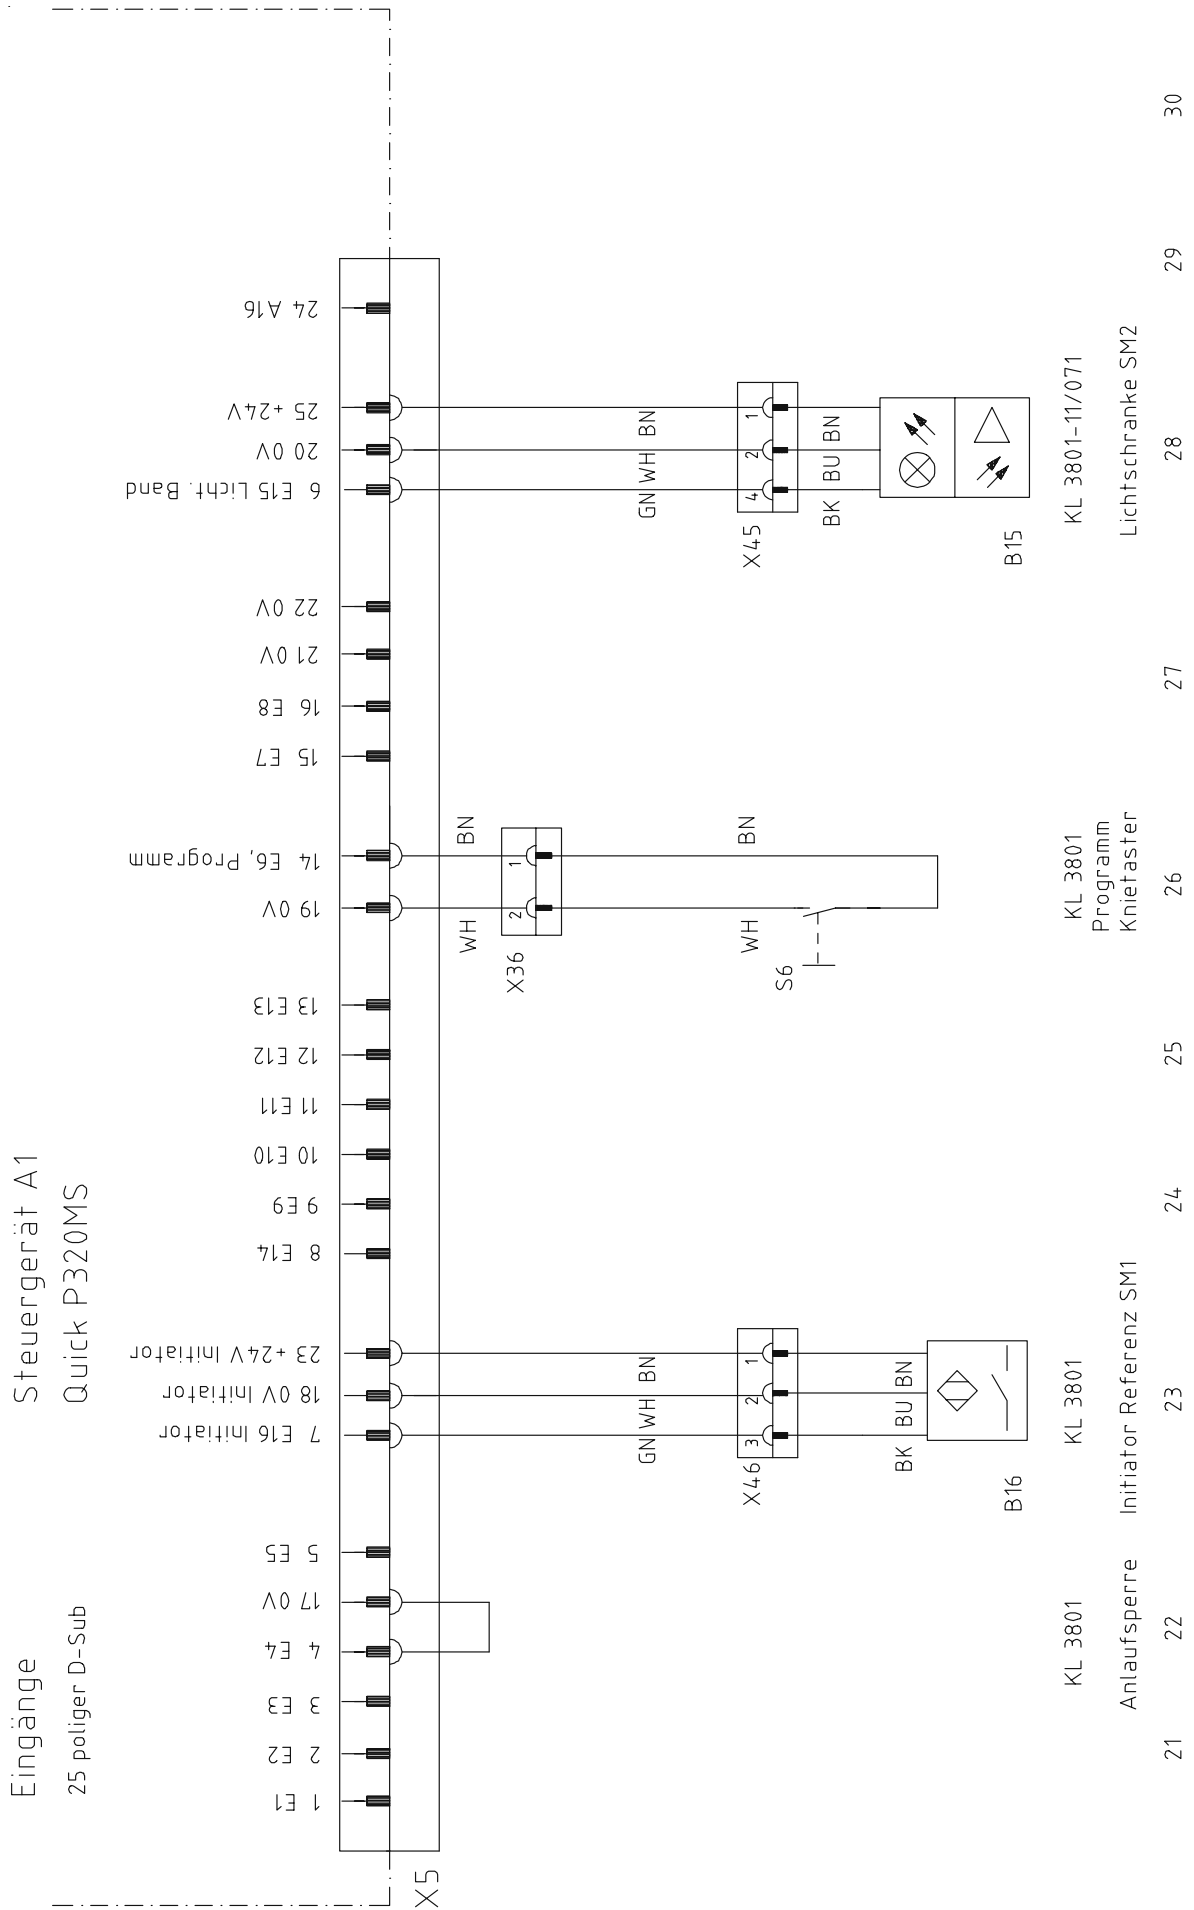 Eingänge
25 poliger D-Sub
Steuergerät A1
Quick P320MS
1 E1
2 E2
3 E3
4 E4
17 0V
5 E5
7 E16 Initiator
18 0V Initiator
23 +24V Initiator
8 E14
9 E9
10 E10
11 E11
12 E12
13 E13
19 0V
14 E6, Programm
15 E7
16 E8
21 0V
22 0V
6 E15 Licht. Band
20 0V
25 +24V
24 A16
X5
WH
BN
X36
2
1
GN WH BN
X46
3
2
1
BK BU BN
B16
WH
BN
S6
GN WH BN
X45
4
2
1
BK BU BN
B15
KL 3801
Anlaufsperre
KL 3801
Initiator Referenz SM1
KL 3801
Programm
Knietaster
KL 3801-11/071
Lichtschranke SM2
21
22
23
24
25
26
27
28
29
30